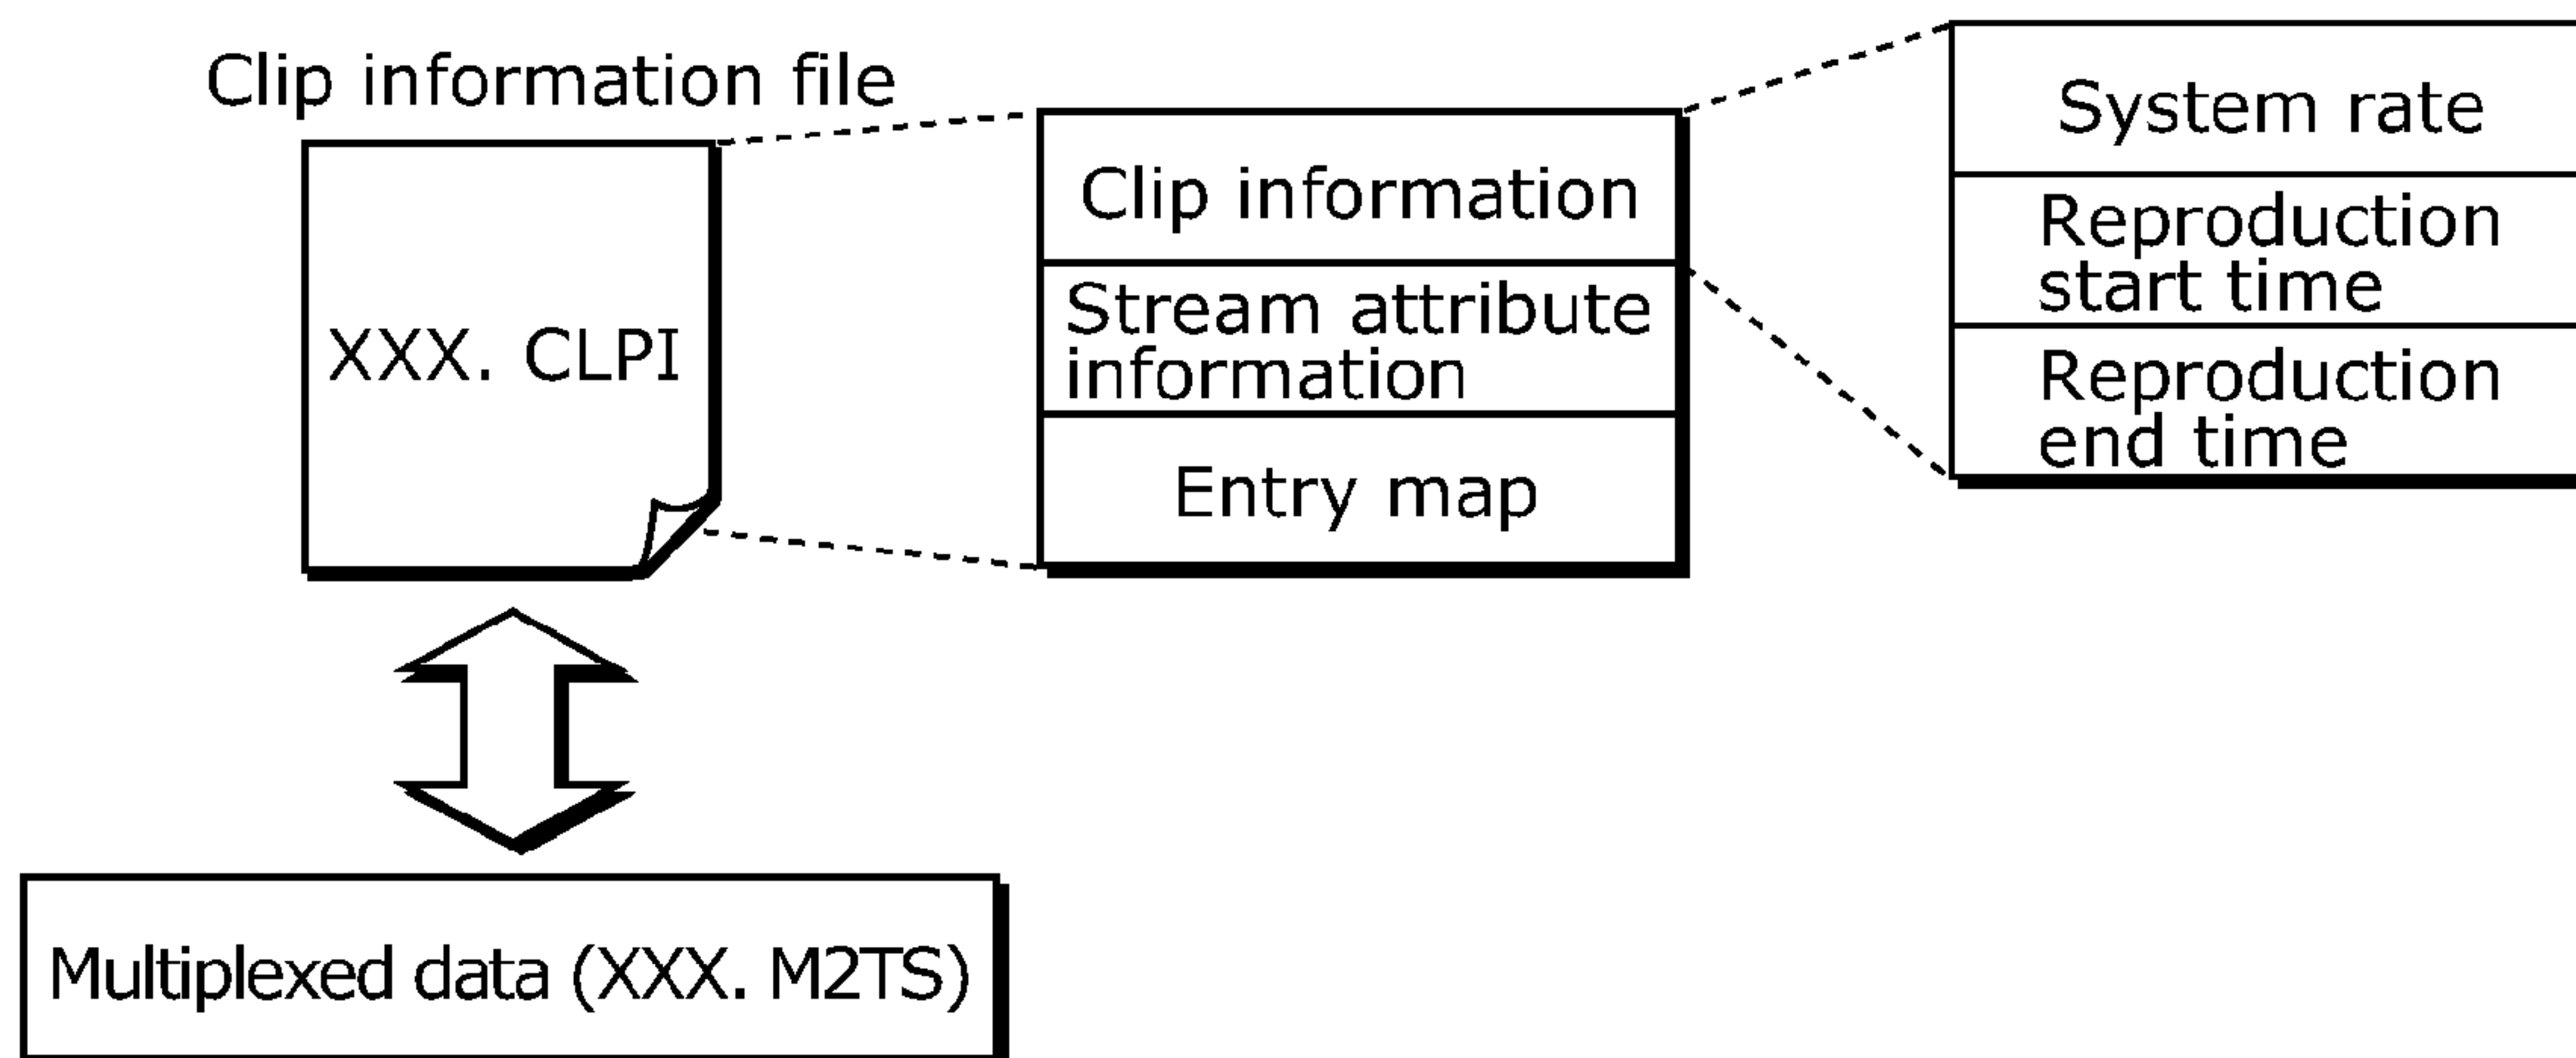 Clip information file
XXX. CLPI
Clip information
Stream attribute
information
Entry map
System rate
Reproduction
start time
Reproduction
end time
Multiplexed data (XXX. M2TS)